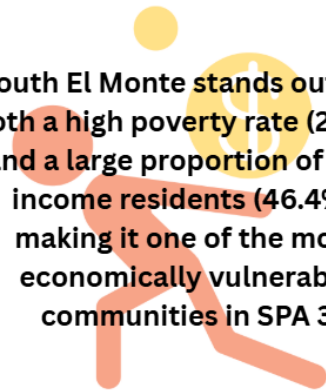 outh El Monte stands ou
oth a high poverty rate (2
nd a large proportion of
income residents (46.4%
making it one of the mo
economically vulnerab
communities in SPA 3
$